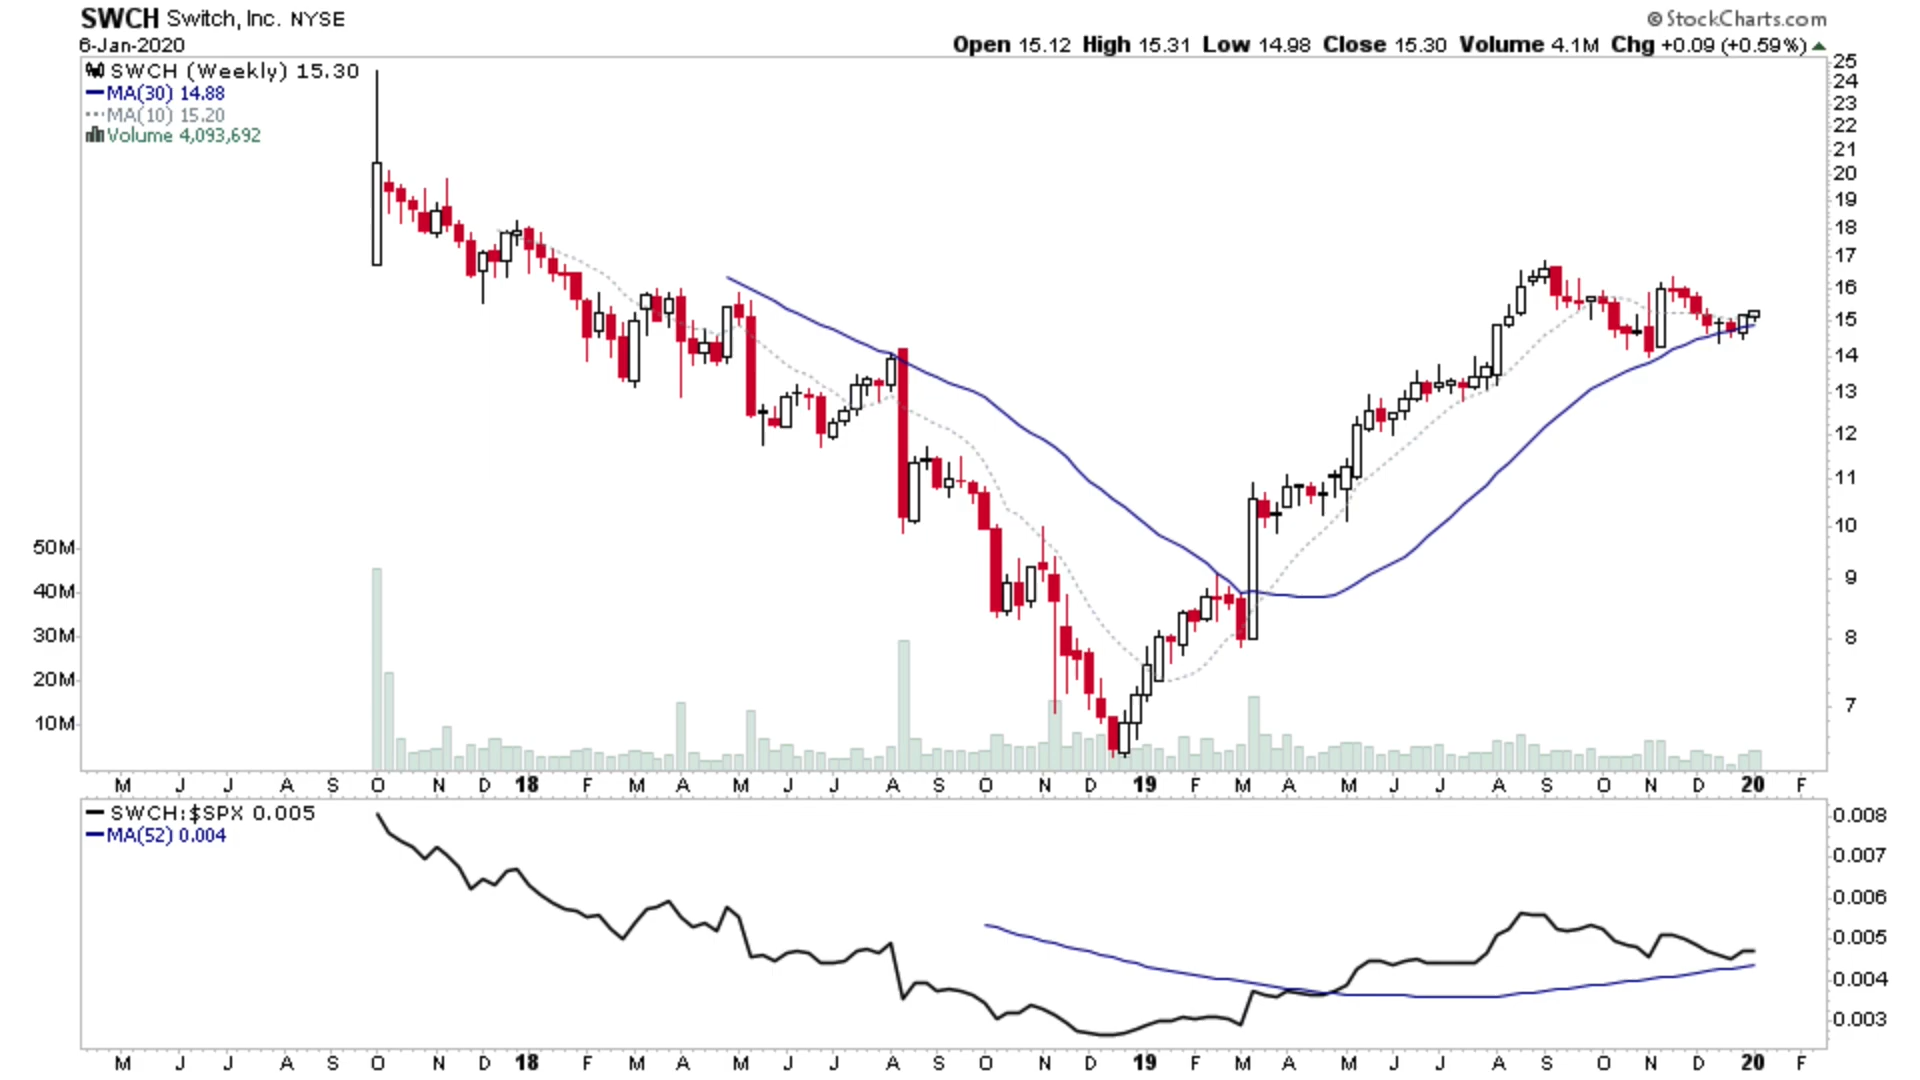 SWCH Switch, Inc. NYSE
© StockCharts.com
6-Jan-2020
Open 15.12 High 15.31 Low 14.98 Close 15.30 Volume 4.1M Chg +0.09 (+0.59%)
SWCH (Weekly) 15.30
MA(30) 14.88
MA(10) 15.20
Volume 4,093,692
25
24
23
22
21
20
19
18
17
16
15
14
13
12
11
10
9
8
7
50M
40M
30M
20M
10M
M J J A S O N D 18 F M A M J J A S O N D 19 F M A M J J A S O N D 20 F
SWCH:$SPX 0.005
MA(52) 0.004
0.008
0.007
0.006
0.005
0.004
0.003
M J J A S O N D 18 F M A M J J A S O N D 19 F M A M J J A S O N D 20 F